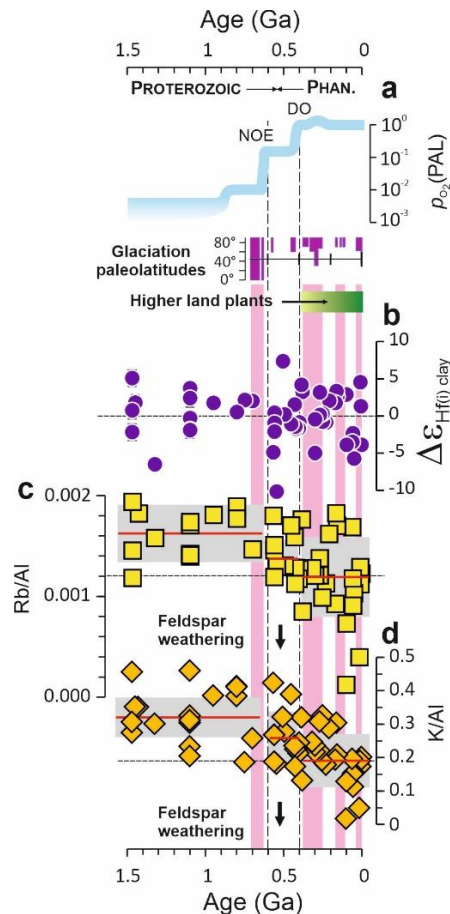 Age (Ga)
1.5 1 0.5 0
PROTEROZOIC PHAN. a
NOE DO
10⁰
10⁻¹
10⁻²
10⁻³
pO₂(PAL)
Glaciation
paleolatitudes
80°
40°
0°
Higher land plants
b
10
5
0
-5
-10
ΔεHf(i) clay
c
0.002
0.001
0.000
Rb/Al
Feldspar
weathering
d
0.5
0.4
0.3
0.2
0.1
0
K/Al
Feldspar
weathering
1.5 1 0.5 0
Age (Ga)